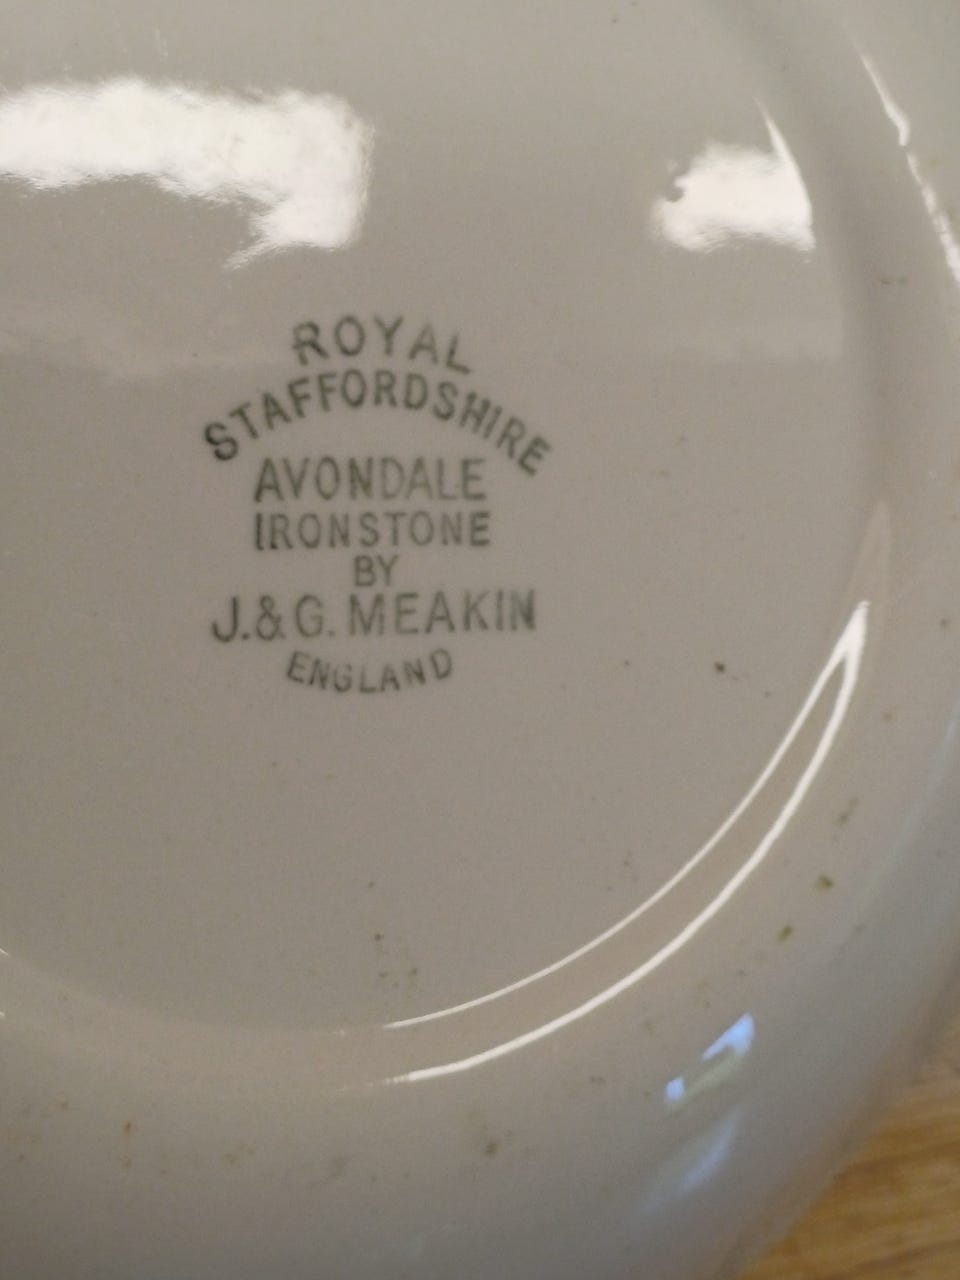 ROYAL
STAFFORDSHIRE
AVONDALE
IRONSTONE
BY
J.&G. MEAKIN
ENGLAND